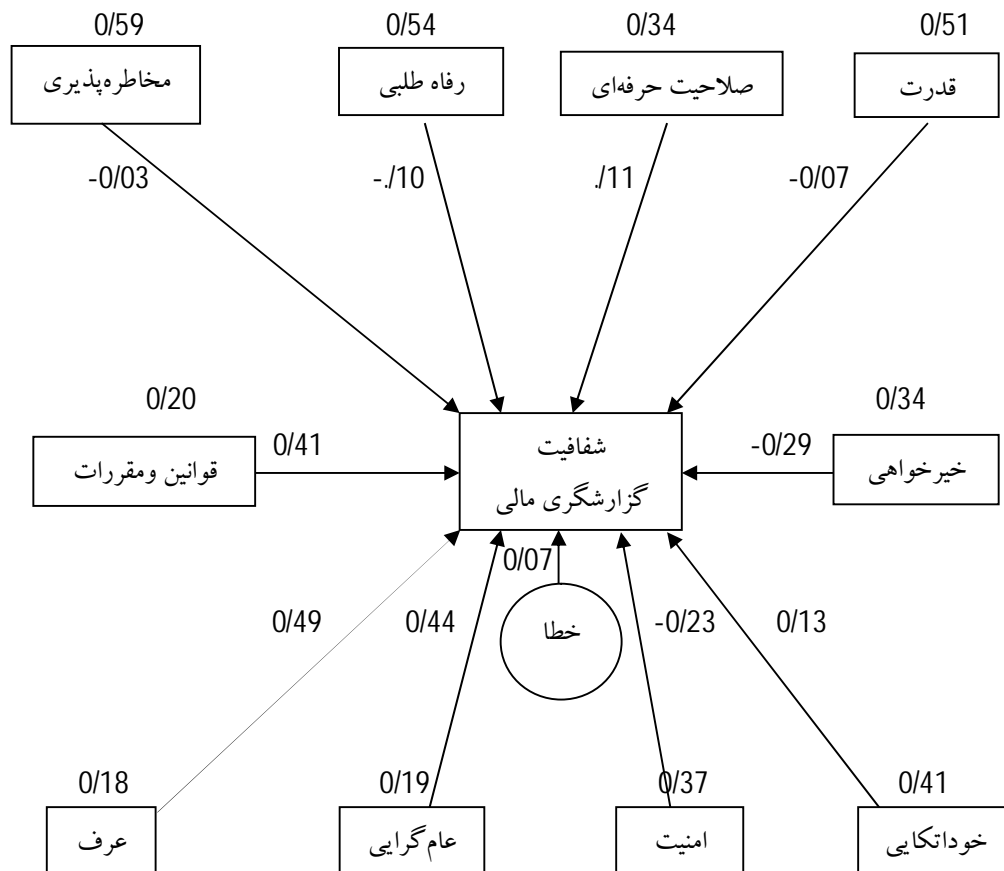 0/59
0/54
0/34
0/51
مخاطره‌پذیری
رفاه طلبی
صلاحیت حرفه‌ای
قدرت
-0/03
-./10
./11
-0/07
0/20
0/34
قوانین ومقررات
0/41
شفافیت
گزارشگری مالی
-0/29
خیرخواهی
0/07
0/49
0/44
خطا
-0/23
0/13
0/18
0/19
0/37
0/41
عرف
عام‌گرایی
امنیت
خوداتکایی